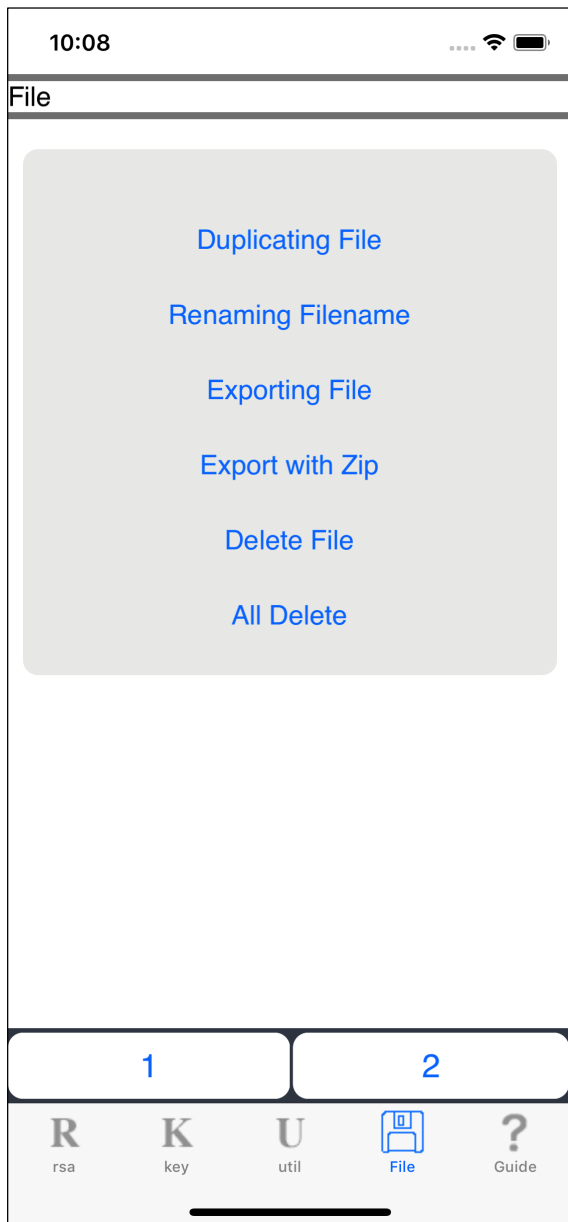 10:08
File
Duplicating File
Renaming Filename
Exporting File
Export with Zip
Delete File
All Delete
1 2
R K U ?
rsa key util File Guide